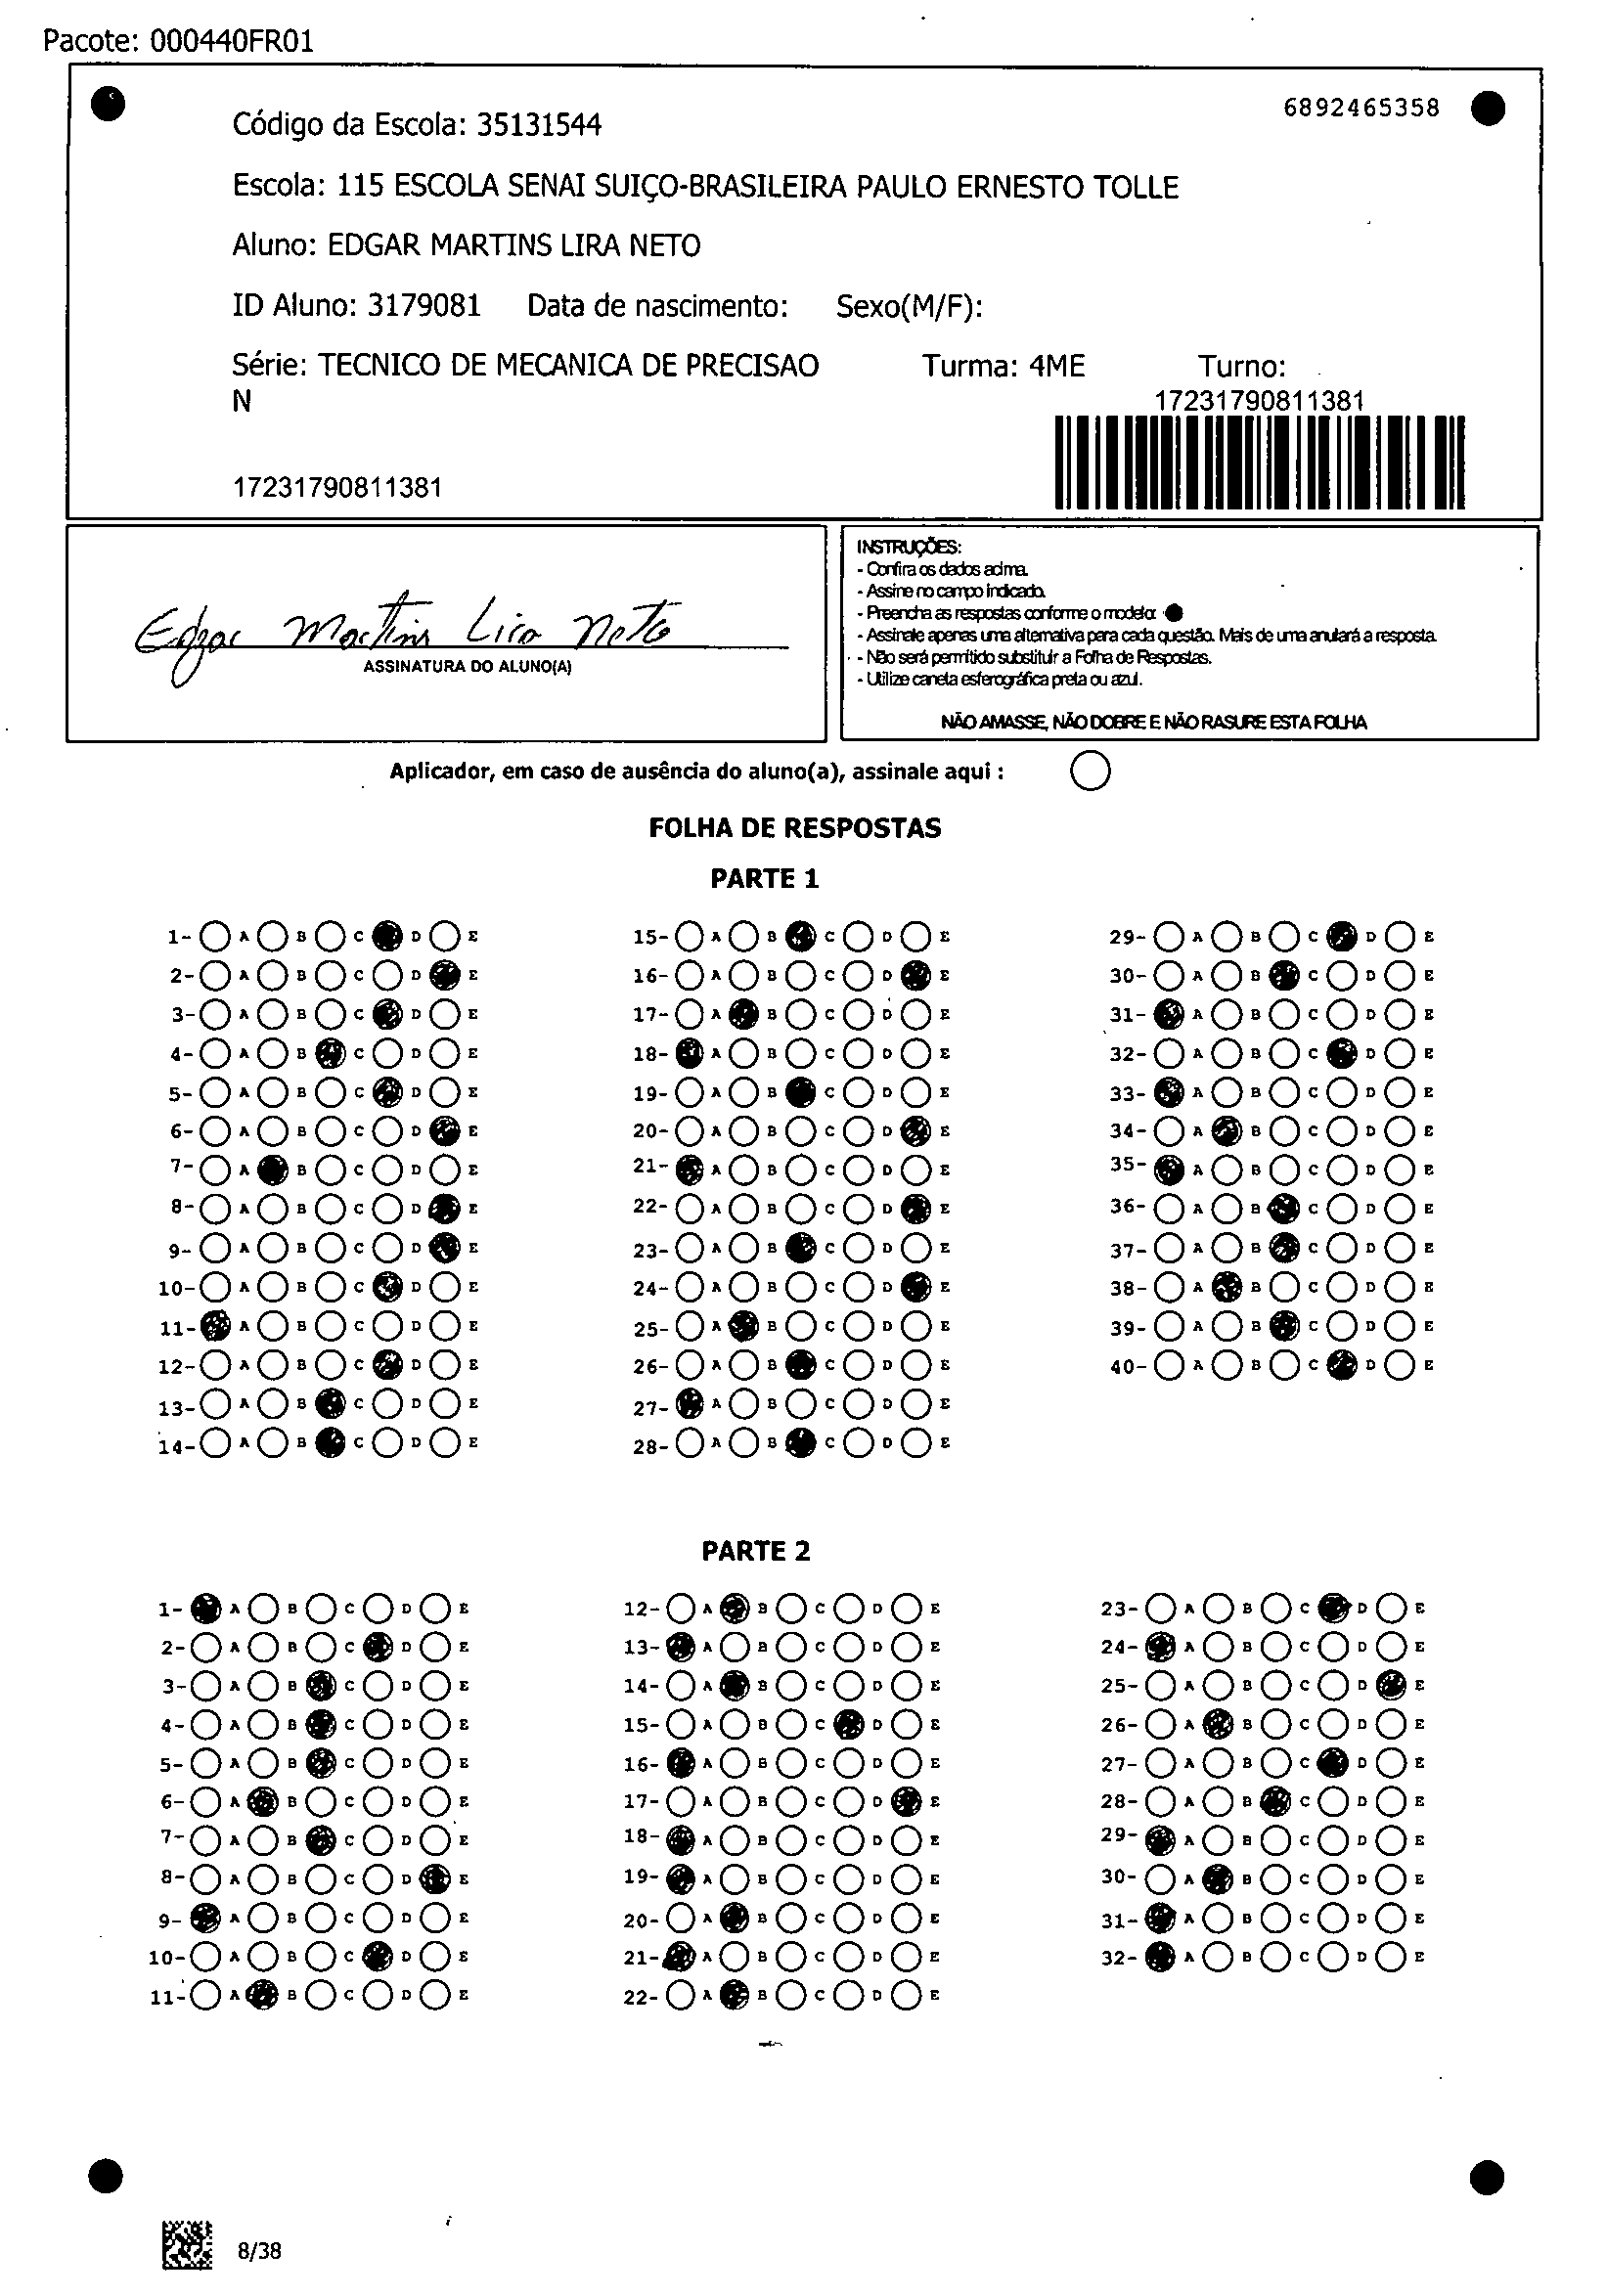 Pacote: 000440FR01
6892465358
Código da Escola: 35131544
Escola: 115 ESCOLA SENAI SUIÇO-BRASILEIRA PAULO ERNESTO TOLLE
Aluno: EDGAR MARTINS LIRA NETO
ID Aluno: 3179081 Data de nascimento: Sexo(M/F):
Série: TECNICO DE MECANICA DE PRECISAO Turma: 4ME Turno:
N
17231790811381
17231790811381
Edgar Martins Lira Neto
ASSINATURA DO ALUNO(A)
INSTRUÇÕES:
- Confira os dados acima.
- Assine no campo indicado.
- Preencha as respostas conforme o modelo:
- Assinale apenas uma alternativa para cada questão. Mais de uma anulará a resposta.
- Não será permitido substituir a Folha de Respostas.
- Utilize caneta esferográfica preta ou azul.
NÃO AMASSE, NÃO DOBRE E NÃO RASURE ESTA FOLHA
Aplicador, em caso de ausência do aluno(a), assinale aqui :
FOLHA DE RESPOSTAS
PARTE 1
1- A B C D E 15- A B C D E 29- A B C D E
2- A B C D E 16- A B C D E 30- A B C D E
3- A B C D E 17- A B C D E 31- A B C D E
4- A B C D E 18- A B C D E 32- A B C D E
5- A B C D E 19- A B C D E 33- A B C D E
6- A B C D E 20- A B C D E 34- A B C D E
7- A B C D E 21- A B C D E 35- A B C D E
8- A B C D E 22- A B C D E 36- A B C D E
9- A B C D E 23- A B C D E 37- A B C D E
10- A B C D E 24- A B C D E 38- A B C D E
11- A B C D E 25- A B C D E 39- A B C D E
12- A B C D E 26- A B C D E 40- A B C D E
13- A B C D E 27- A B C D E
14- A B C D E 28- A B C D E
PARTE 2
1- A B C D E 12- A B C D E 23- A B C D E
2- A B C D E 13- A B C D E 24- A B C D E
3- A B C D E 14- A B C D E 25- A B C D E
4- A B C D E 15- A B C D E 26- A B C D E
5- A B C D E 16- A B C D E 27- A B C D E
6- A B C D E 17- A B C D E 28- A B C D E
7- A B C D E 18- A B C D E 29- A B C D E
8- A B C D E 19- A B C D E 30- A B C D E
9- A B C D E 20- A B C D E 31- A B C D E
10- A B C D E 21- A B C D E 32- A B C D E
11- A B C D E 22- A B C D E
8/38